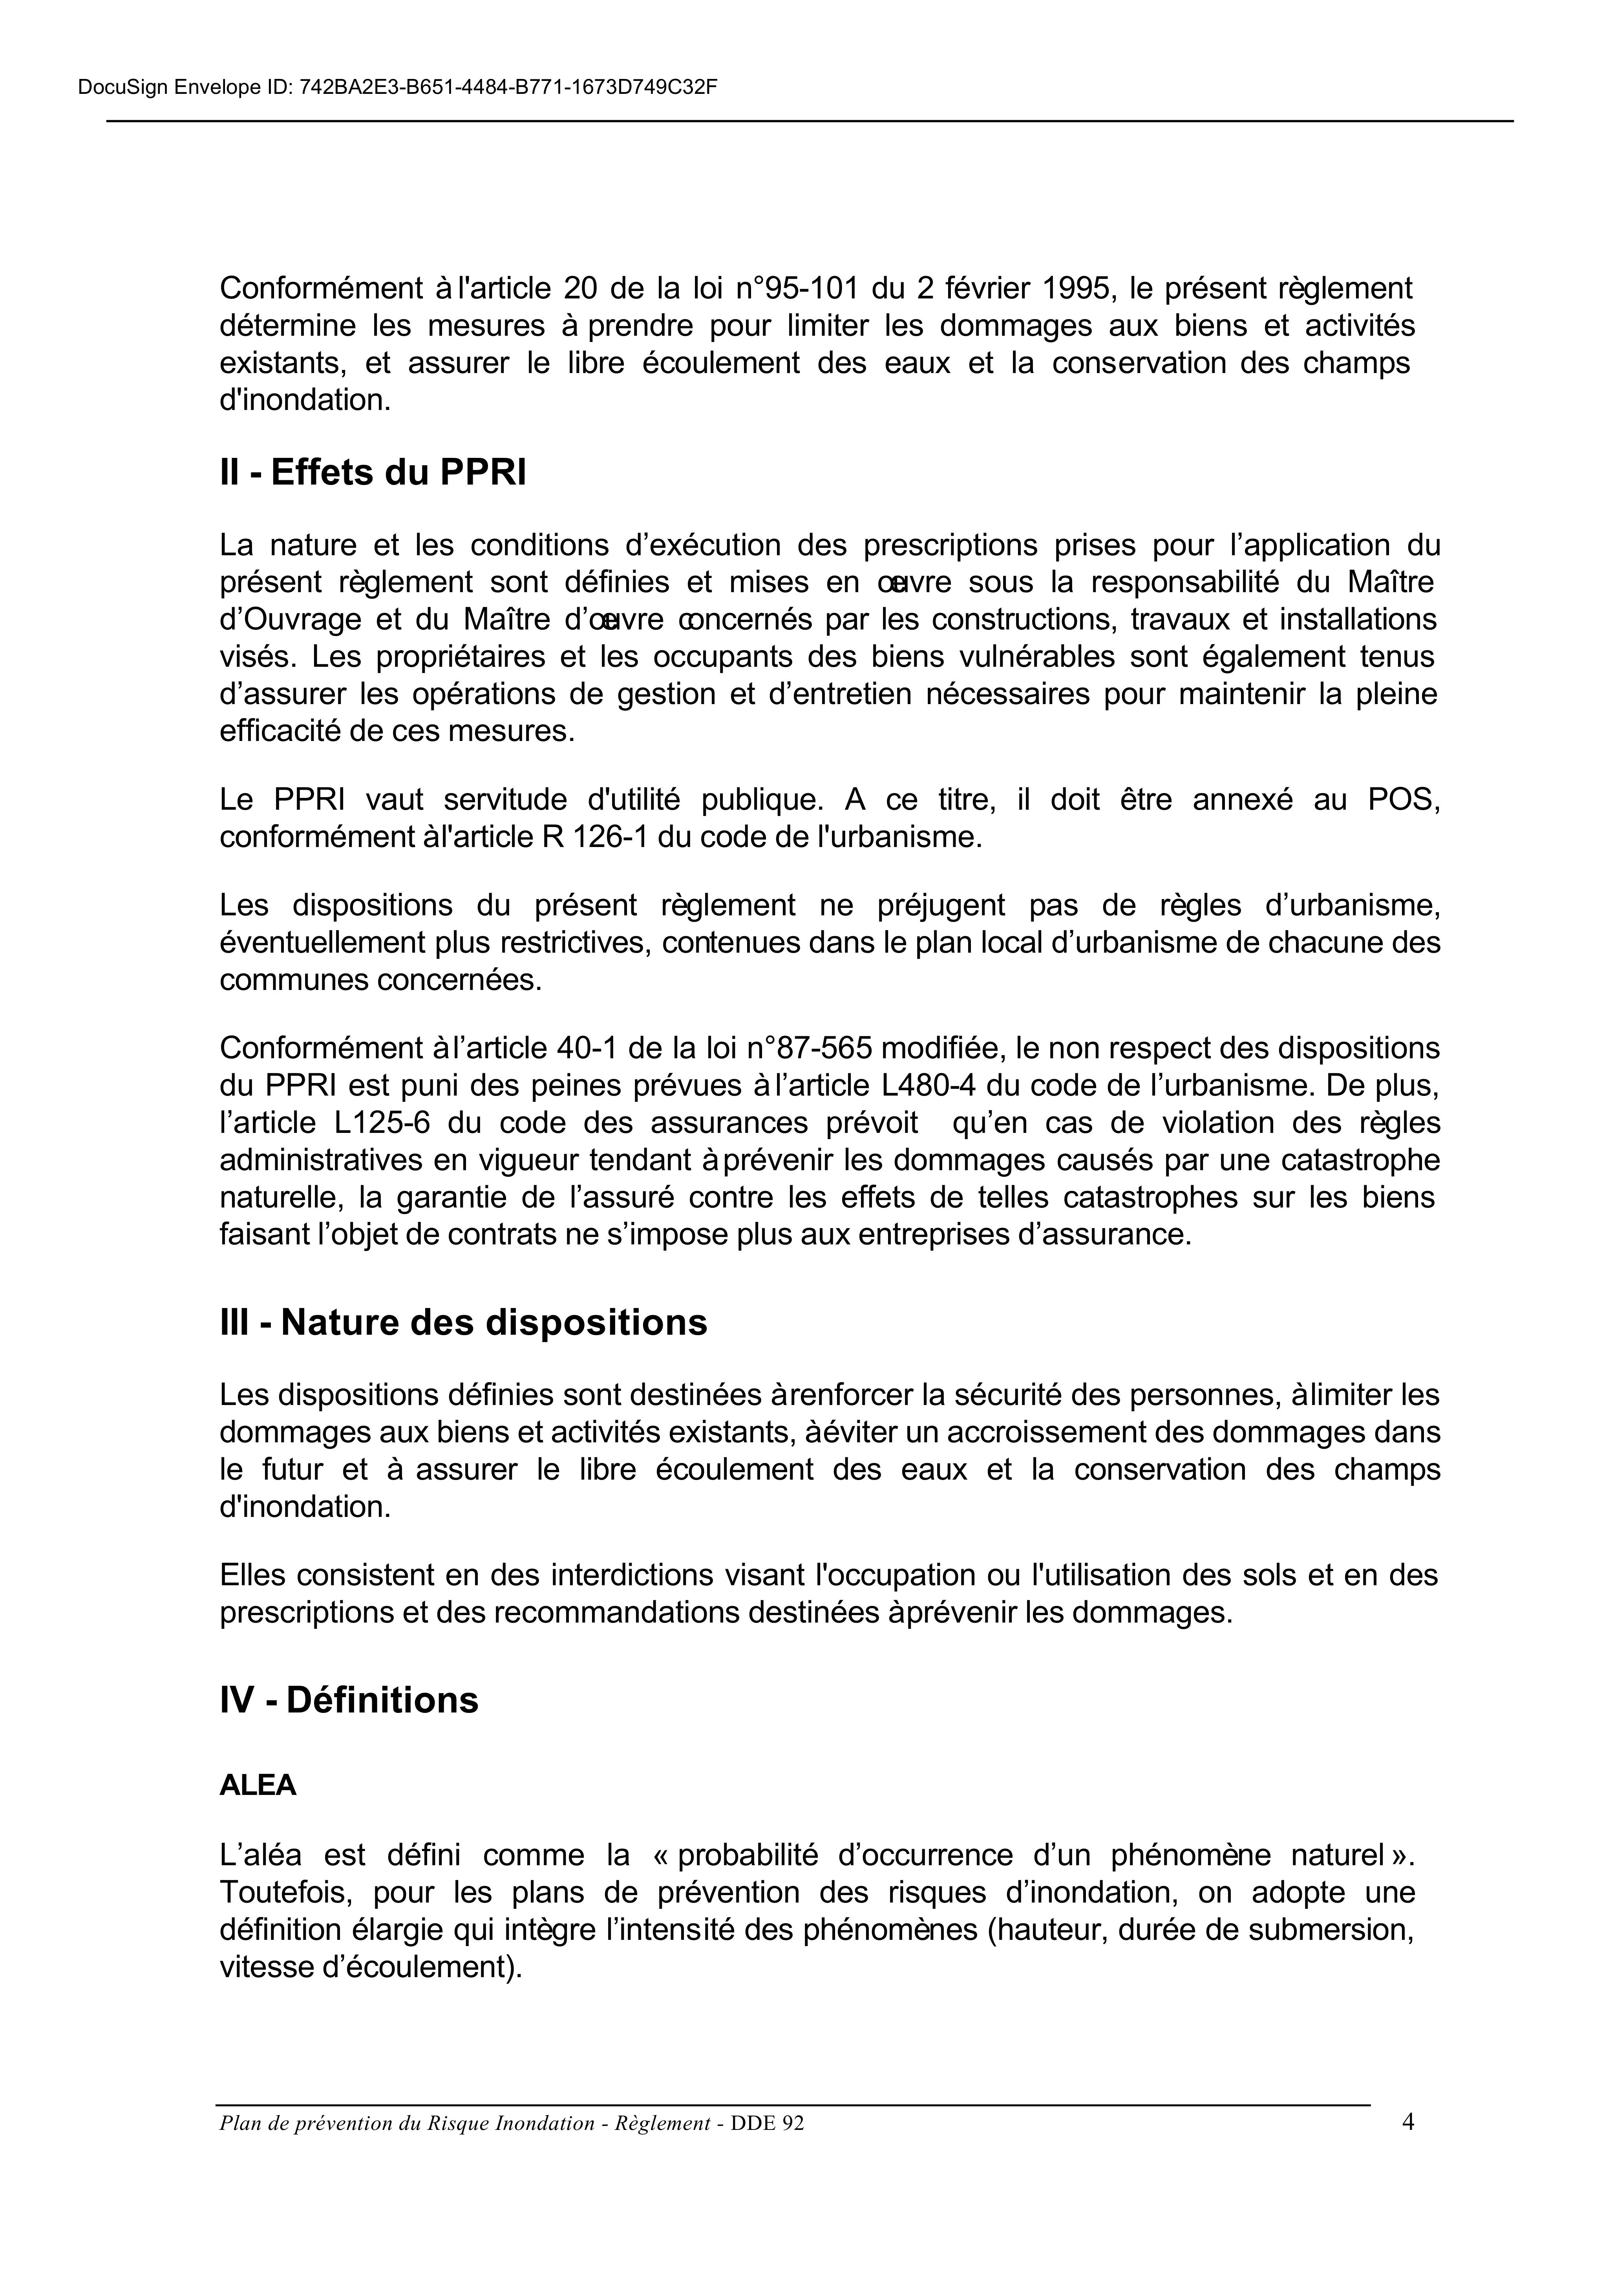 DocuSign Envelope ID: 742BA2E3-B651-4484-B771-1673D749C32F
Conformément à l'article 20 de la loi n°95-101 du 2 février 1995, le présent règlement
détermine les mesures à prendre pour limiter les dommages aux biens et activités
existants, et assurer le libre écoulement des eaux et la conservation des champs
d'inondation.
II - Effets du PPRI
La nature et les conditions d’exécution des prescriptions prises pour l’application du
présent règlement sont définies et mises en œuvre sous la responsabilité du Maître
d’Ouvrage et du Maître d’œuvre concernés par les constructions, travaux et installations
visés. Les propriétaires et les occupants des biens vulnérables sont également tenus
d’assurer les opérations de gestion et d’entretien nécessaires pour maintenir la pleine
efficacité de ces mesures.
Le PPRI vaut servitude d'utilité publique. A ce titre, il doit être annexé au POS,
conformément à l'article R 126-1 du code de l'urbanisme.
Les dispositions du présent règlement ne préjugent pas de règles d’urbanisme,
éventuellement plus restrictives, contenues dans le plan local d’urbanisme de chacune des
communes concernées.
Conformément à l’article 40-1 de la loi n°87-565 modifiée, le non respect des dispositions
du PPRI est puni des peines prévues à l’article L480-4 du code de l’urbanisme. De plus,
l’article L125-6 du code des assurances prévoit qu’en cas de violation des règles
administratives en vigueur tendant à prévenir les dommages causés par une catastrophe
naturelle, la garantie de l’assuré contre les effets de telles catastrophes sur les biens
faisant l’objet de contrats ne s’impose plus aux entreprises d’assurance.
III - Nature des dispositions
Les dispositions définies sont destinées à renforcer la sécurité des personnes, à limiter les
dommages aux biens et activités existants, à éviter un accroissement des dommages dans
le futur et à assurer le libre écoulement des eaux et la conservation des champs
d'inondation.
Elles consistent en des interdictions visant l'occupation ou l'utilisation des sols et en des
prescriptions et des recommandations destinées à prévenir les dommages.
IV - Définitions
ALEA
L’aléa est défini comme la « probabilité d’occurrence d’un phénomène naturel ».
Toutefois, pour les plans de prévention des risques d’inondation, on adopte une
définition élargie qui intègre l’intensité des phénomènes (hauteur, durée de submersion,
vitesse d’écoulement).
Plan de prévention du Risque Inondation - Règlement - DDE 92 4